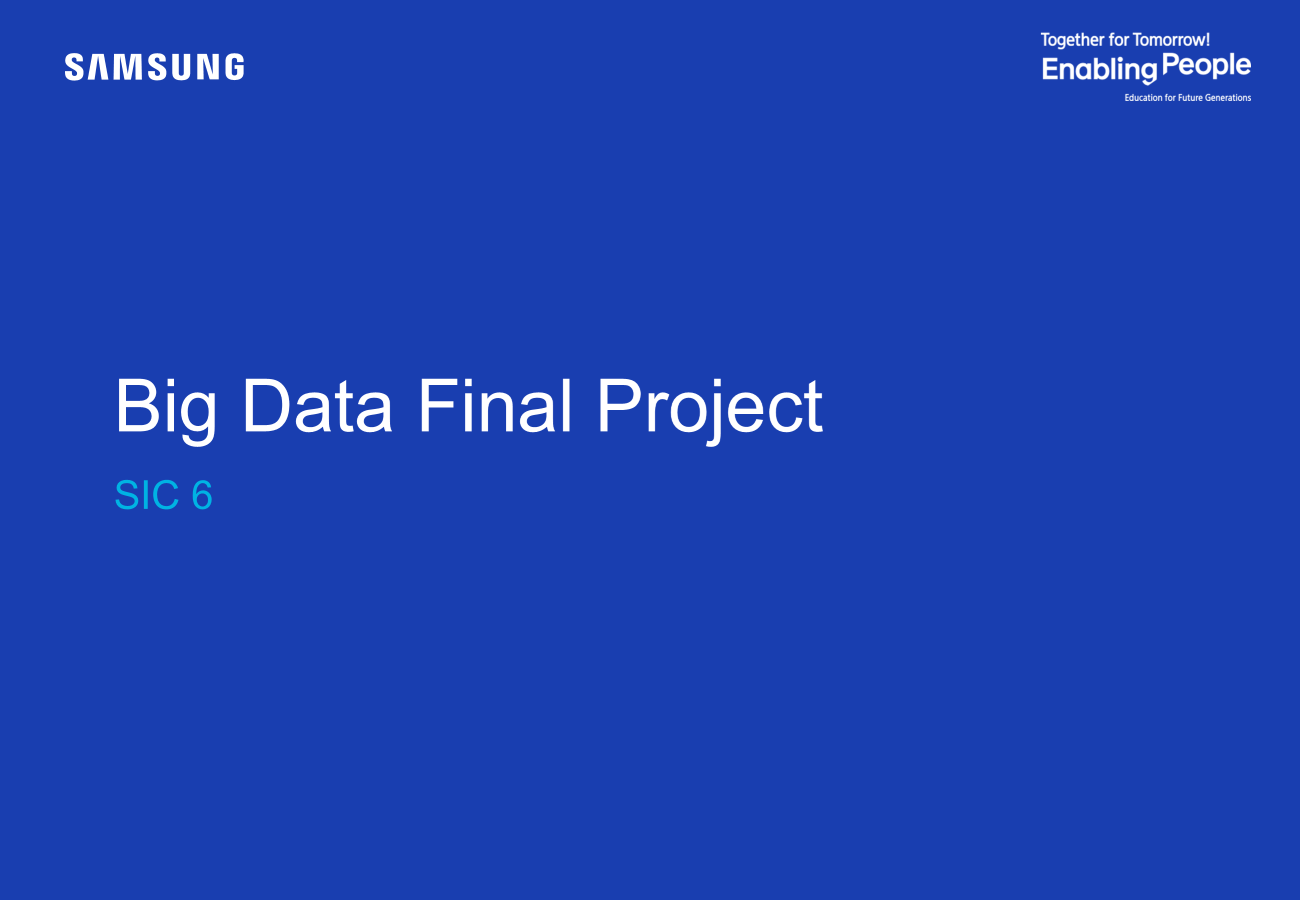 SAMSUNG
Together for Tomorrow!
Enabling People
Education for Future Generations
Big Data Final Project
SIC 6